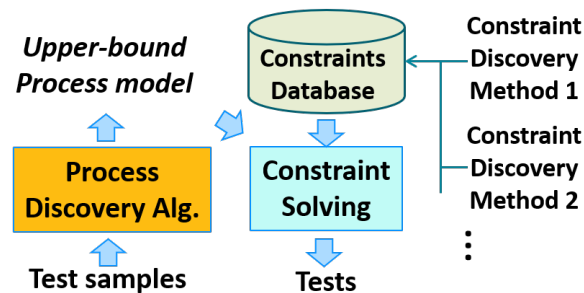 Upper-bound
Process model
Process
Discovery Alg.
Test samples
Constraints
Database
Constraint
Solving
Tests
Constraint
Discovery
Method 1
Constraint
Discovery
Method 2
⋮